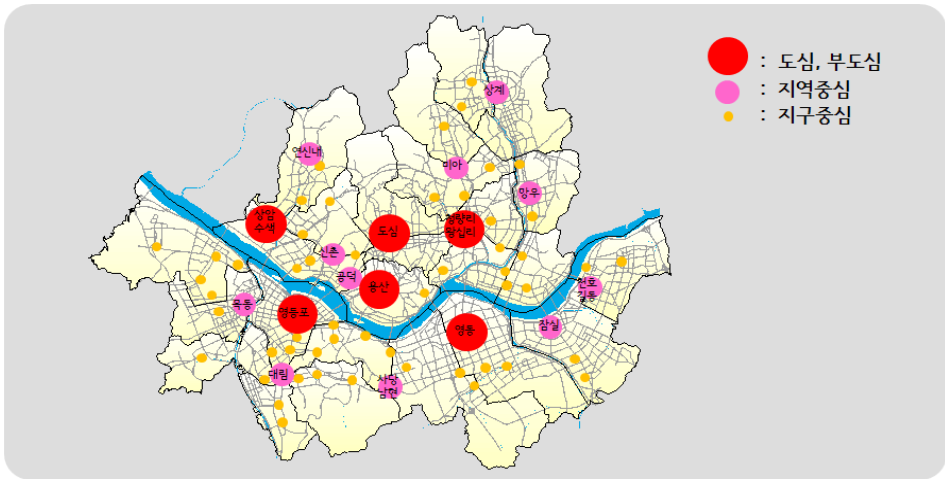 : 도심, 부도심
: 지역중심
: 지구중심
상계
연신내
미아
망우
상암
수색
도심
청량리
왕십리
신촌
공덕
용산
목동
영등포
천호
길동
잠실
영동
대림
사당
남현